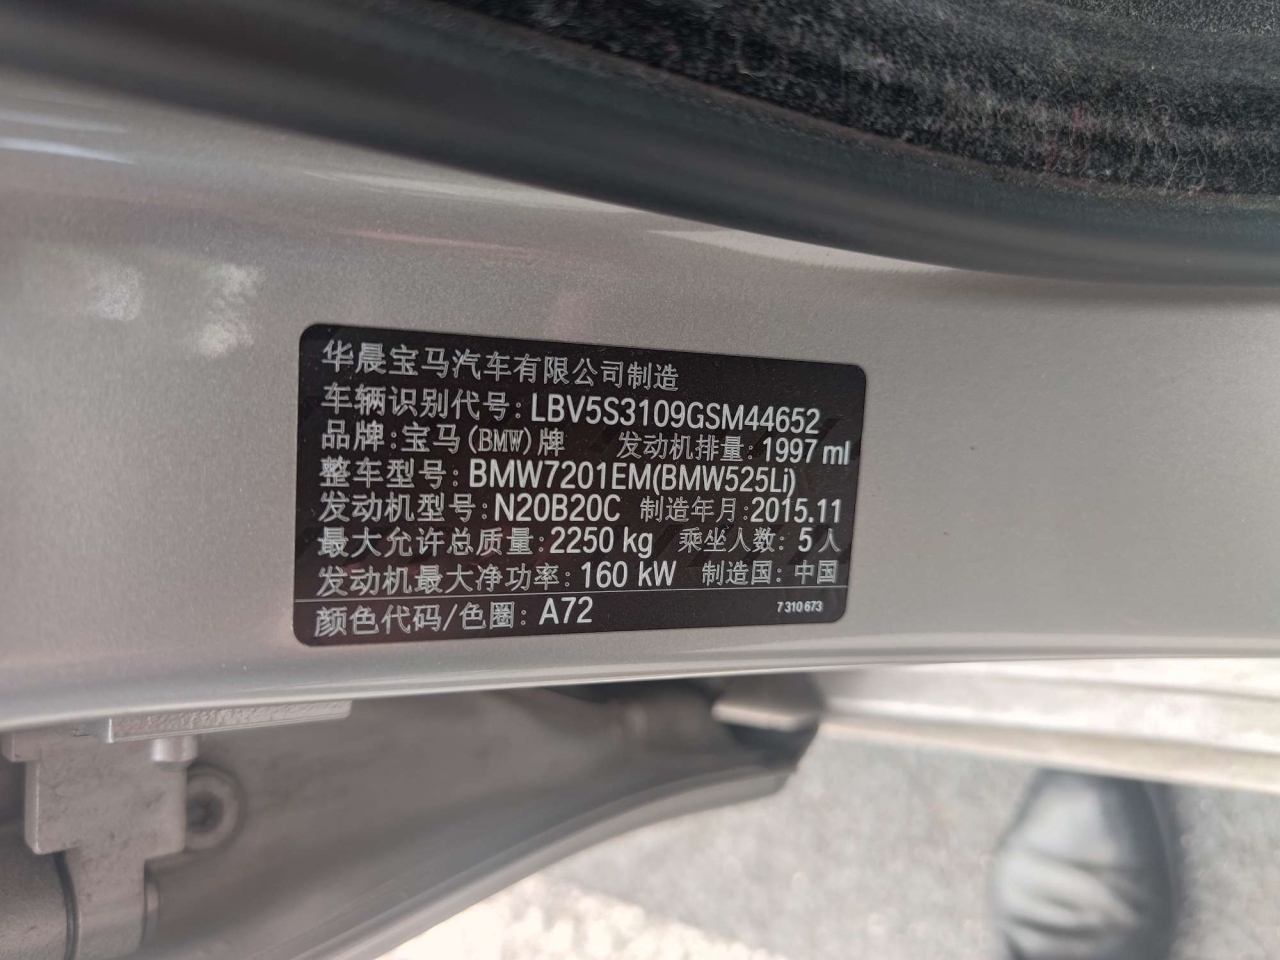 华晨宝马汽车有限公司制造
车辆识别代号: LBV5S3109GSM44652
品牌: 宝马(BMW)牌 发动机排量: 1997 ml
整车型号: BMW7201EM(BMW525Li)
发动机型号: N20B20C 制造年月: 2015.11
最大允许总质量: 2250 kg 乘坐人数: 5人
发动机最大净功率: 160 kW 制造国: 中国
颜色代码/色圈: A72 7 310 673